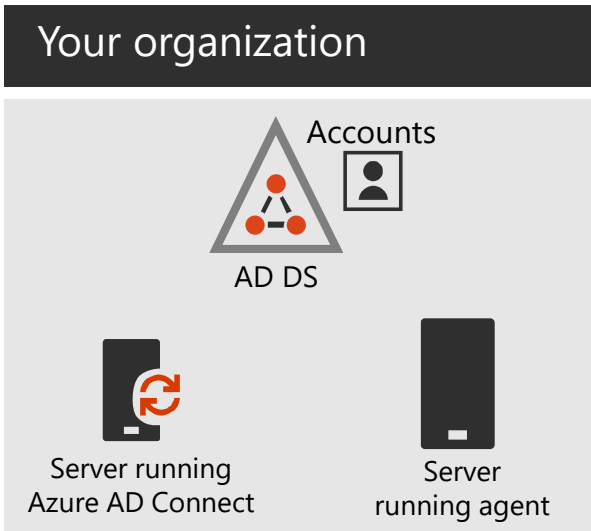 Your organization
Accounts
AD DS
Server running
Azure AD Connect
Server
running agent